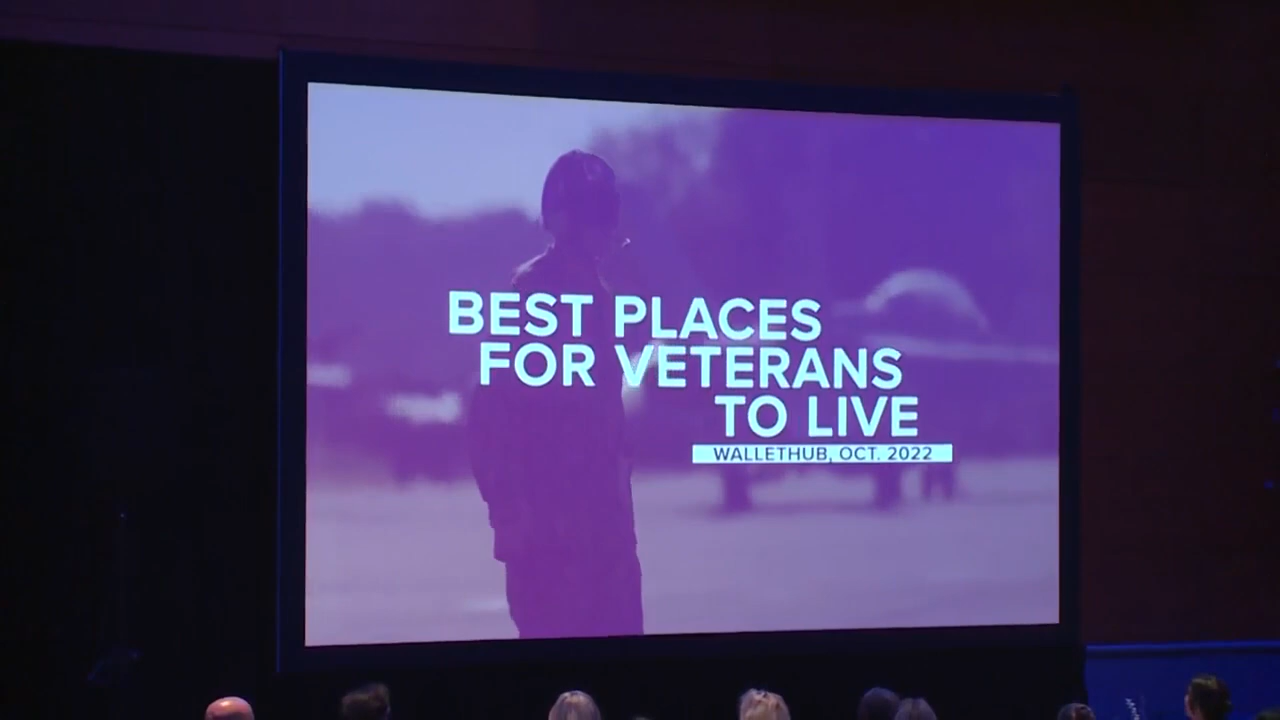 BEST PLACES
FOR VETERANS
TO LIVE
WALLETHUB, OCT. 2022